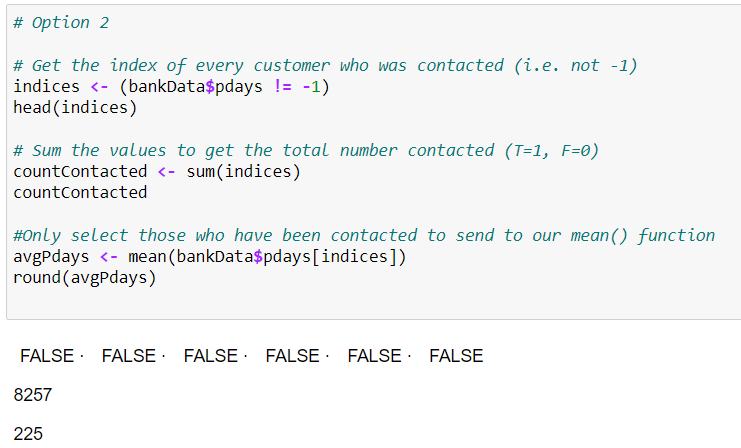 # Option 2
# Get the index of every customer who was contacted (i.e. not -1)
indices <- (bankData$pdays != -1)
head(indices)
# Sum the values to get the total number contacted (T=1, F=0)
countContacted <- sum(indices)
countContacted
#Only select those who have been contacted to send to our mean() function
avgPdays <- mean(bankData$pdays[indices])
round(avgPdays)
FALSE · FALSE · FALSE · FALSE · FALSE · FALSE
8257
225